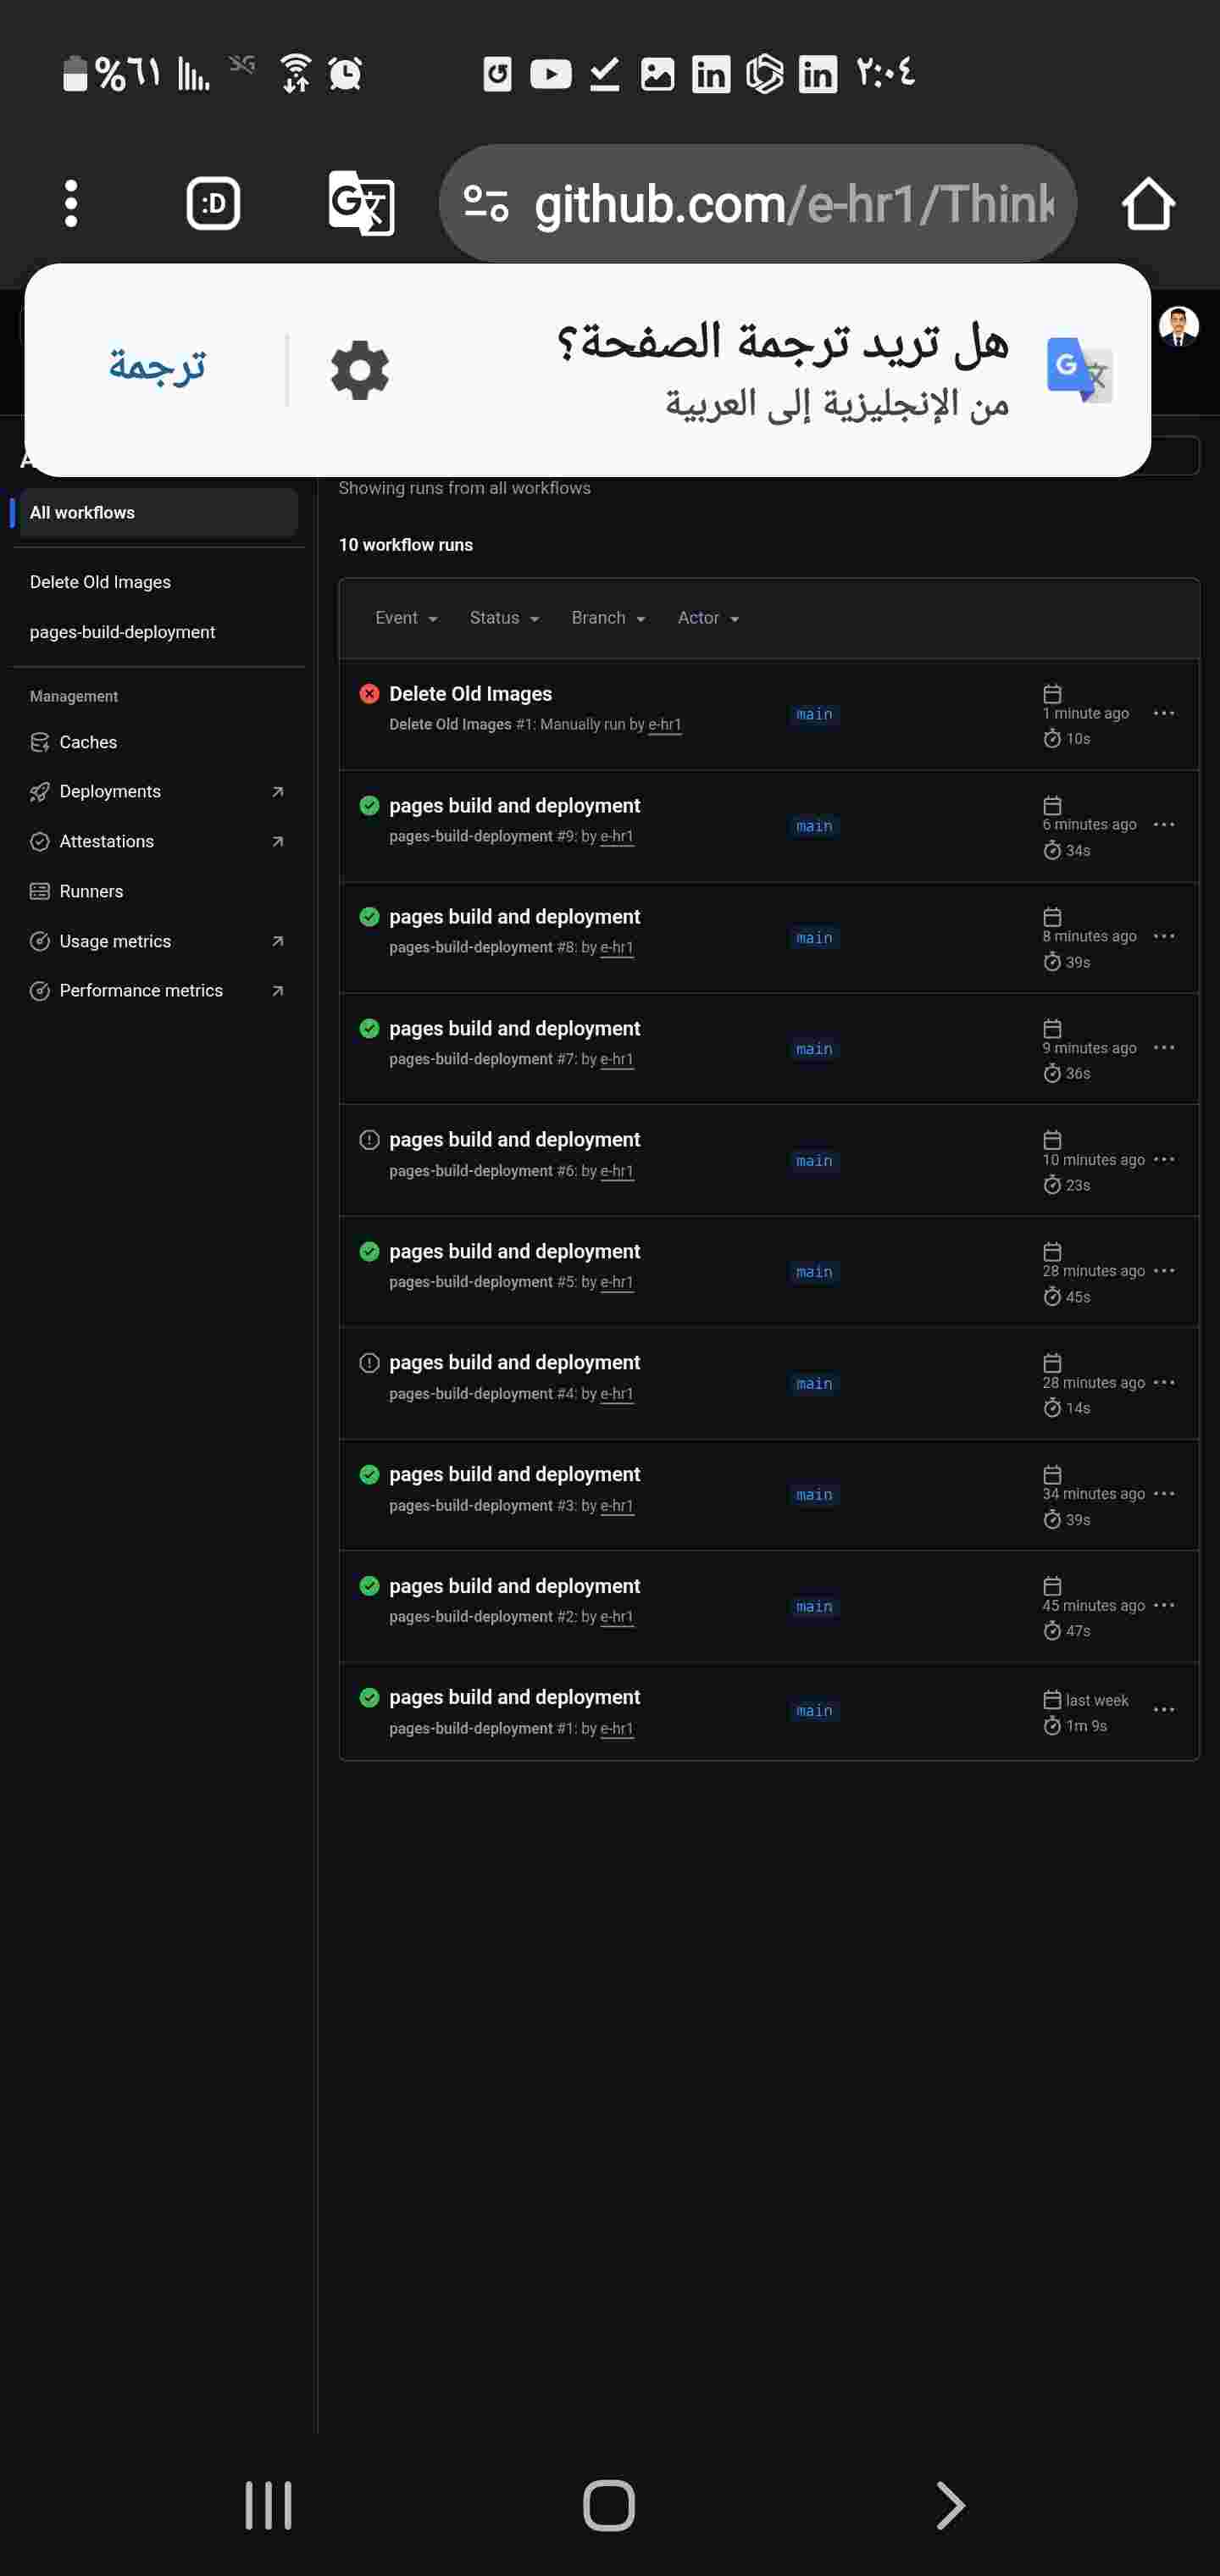 %٦١
٢:٠٤
:D
github.com/e-hr1/Think
هل تريد ترجمة الصفحة؟
من الإنجليزية إلى العربية
ترجمة
All workflows
Delete Old Images
pages-build-deployment
Management
Caches
Deployments
Attestations
Runners
Usage metrics
Performance metrics
Showing runs from all workflows
10 workflow runs
Event Status Branch Actor
Delete Old Images
Delete Old Images #1: Manually run by e-hr1
main
1 minute ago
10s
pages build and deployment
pages-build-deployment #9: by e-hr1
main
6 minutes ago
34s
pages build and deployment
pages-build-deployment #8: by e-hr1
main
8 minutes ago
39s
pages build and deployment
pages-build-deployment #7: by e-hr1
main
9 minutes ago
36s
pages build and deployment
pages-build-deployment #6: by e-hr1
main
10 minutes ago
23s
pages build and deployment
pages-build-deployment #5: by e-hr1
main
28 minutes ago
45s
pages build and deployment
pages-build-deployment #4: by e-hr1
main
28 minutes ago
14s
pages build and deployment
pages-build-deployment #3: by e-hr1
main
34 minutes ago
39s
pages build and deployment
pages-build-deployment #2: by e-hr1
main
45 minutes ago
47s
pages build and deployment
pages-build-deployment #1: by e-hr1
main
last week
1m 9s